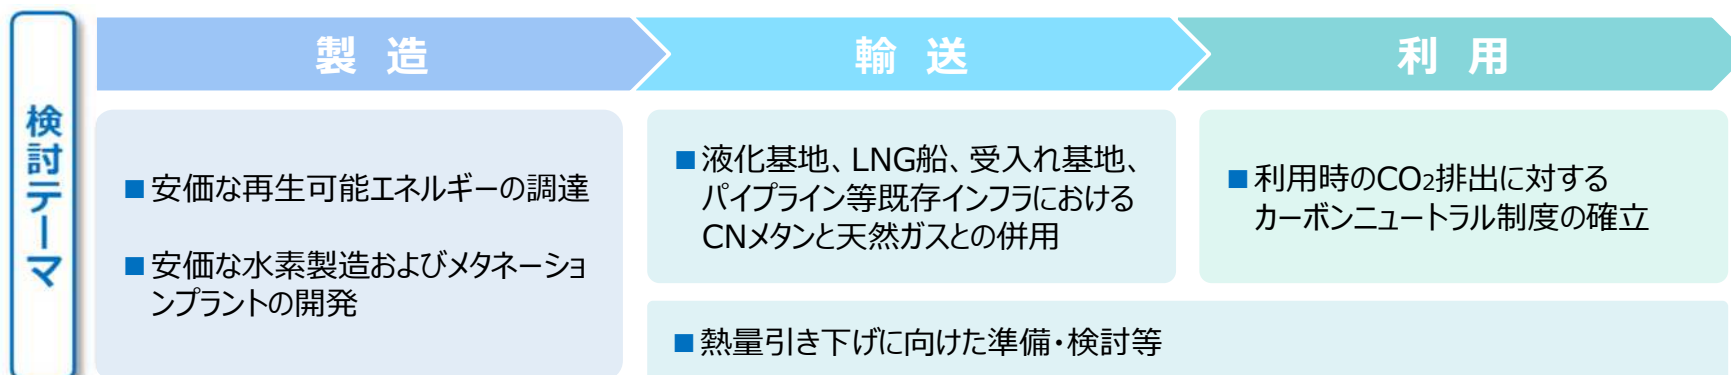 検討テーマ
製 造
輸 送
利 用
■安価な再生可能エネルギーの調達
■安価な水素製造およびメタネーショ
ンプラントの開発
■液化基地、LNG船、受入れ基地、
パイプライン等既存インフラにおける
CNメタンと天然ガスとの併用
■利用時のCO2排出に対する
カーボンニュートラル制度の確立
■熱量引き下げに向けた準備・検討等